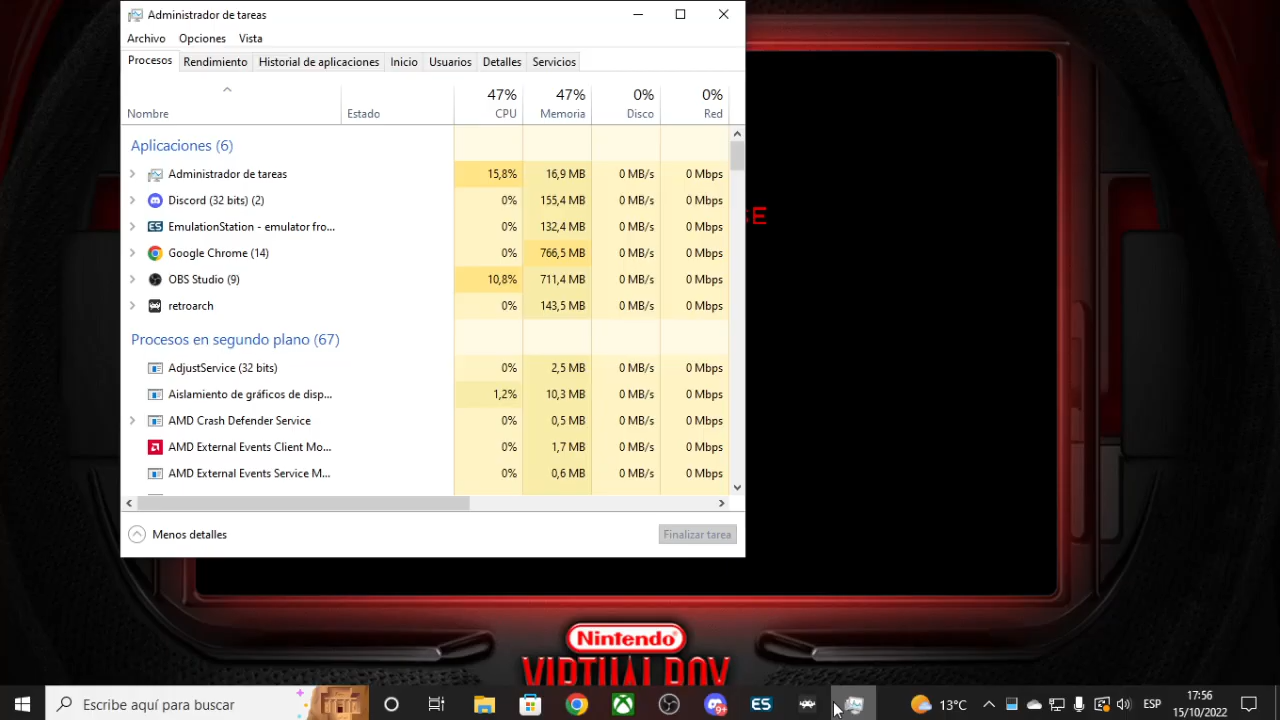 Administrador de tareas
Archivo Opciones Vista
Procesos Rendimiento Historial de aplicaciones Inicio Usuarios Detalles Servicios
47% 47% 0% 0%
Nombre Estado CPU Memoria Disco Red
Aplicaciones (6)
Administrador de tareas 15,8% 16,9 MB 0 MB/s 0 Mbps
Discord (32 bits) (2) 0% 155,4 MB 0 MB/s 0 Mbps
EmulationStation - emulator fro... 0% 132,4 MB 0 MB/s 0 Mbps
Google Chrome (14) 0% 766,5 MB 0 MB/s 0 Mbps
OBS Studio (9) 10,8% 711,4 MB 0 MB/s 0 Mbps
retroarch 0% 143,5 MB 0 MB/s 0 Mbps
Procesos en segundo plano (67)
AdjustService (32 bits) 0% 2,5 MB 0 MB/s 0 Mbps
Aislamiento de gráficos de disp... 1,2% 10,3 MB 0 MB/s 0 Mbps
AMD Crash Defender Service 0% 0,5 MB 0 MB/s 0 Mbps
AMD External Events Client Mo... 0% 1,7 MB 0 MB/s 0 Mbps
AMD External Events Service M... 0% 0,6 MB 0 MB/s 0 Mbps
Menos detalles Finalizar tarea
Nintendo
VIRTUAL BOY
Escribe aquí para buscar
ES
9+
13°C
ESP
17:56
15/10/2022